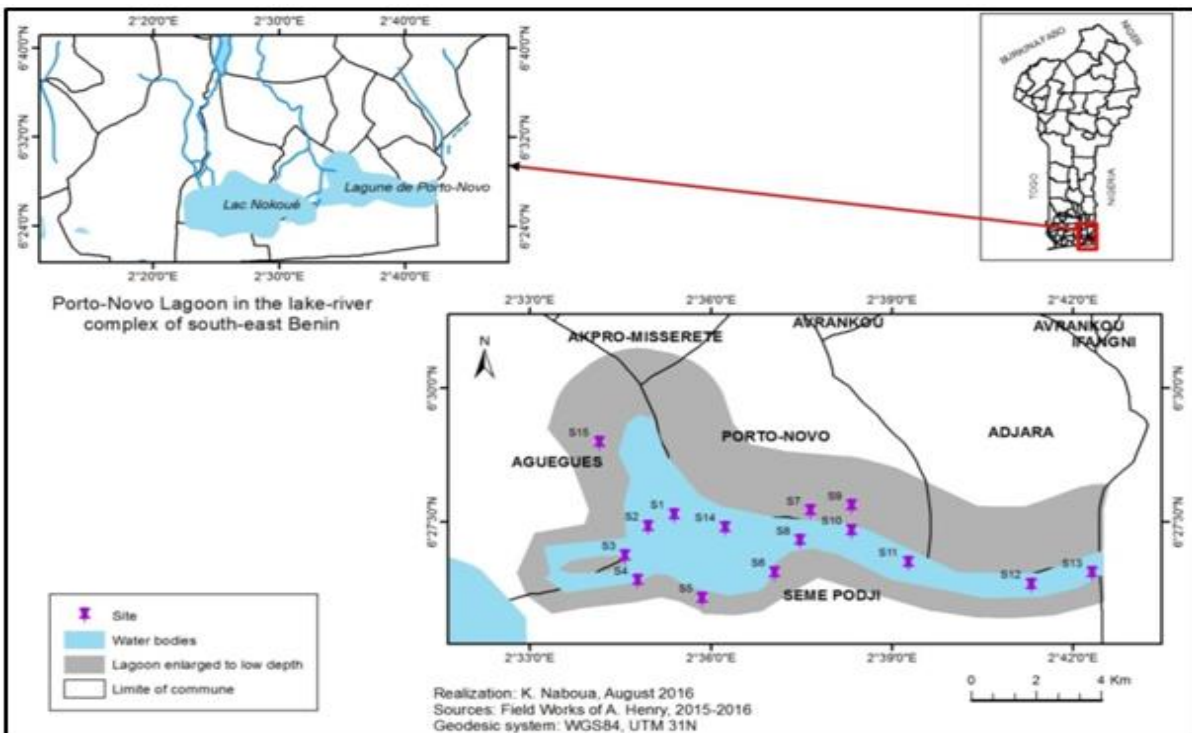 2°20'0"E 2°30'0"E 2°40'0"E
6°40'0"N 6°40'0"N
6°32'0"N 6°32'0"N
6°24'0"N 6°24'0"N
Lac Nokoué
Lagune de Porto-Novo
2°20'0"E 2°30'0"E 2°40'0"E
BURKINA FASO
NIGER
TOGO
NIGERIA
Porto-Novo Lagoon in the lake-river
complex of south-east Benin
2°33'0"E 2°36'0"E 2°39'0"E 2°42'0"E
AKPRO-MISSERETE
AVRANKOU
AVRANKOU
IFANGNI
N
6°30'0"N 6°30'0"N
S15
AGUEGUES
PORTO-NOVO
ADJARA
6°27'30"N 6°27'30"N
S1
S2
S14
S7
S9
S10
S8
S3
S4
S5
S6
S11
S12
S13
SEME PODJI
2°33'0"E 2°36'0"E 2°39'0"E 2°42'0"E
Site
Water bodies
Lagoon enlarged to low depth
Limite of commune
0 2 4 Km
Realization: K. Naboua, August 2016
Sources: Field Works of A. Henry, 2015-2016
Geodesic system: WGS84, UTM 31N